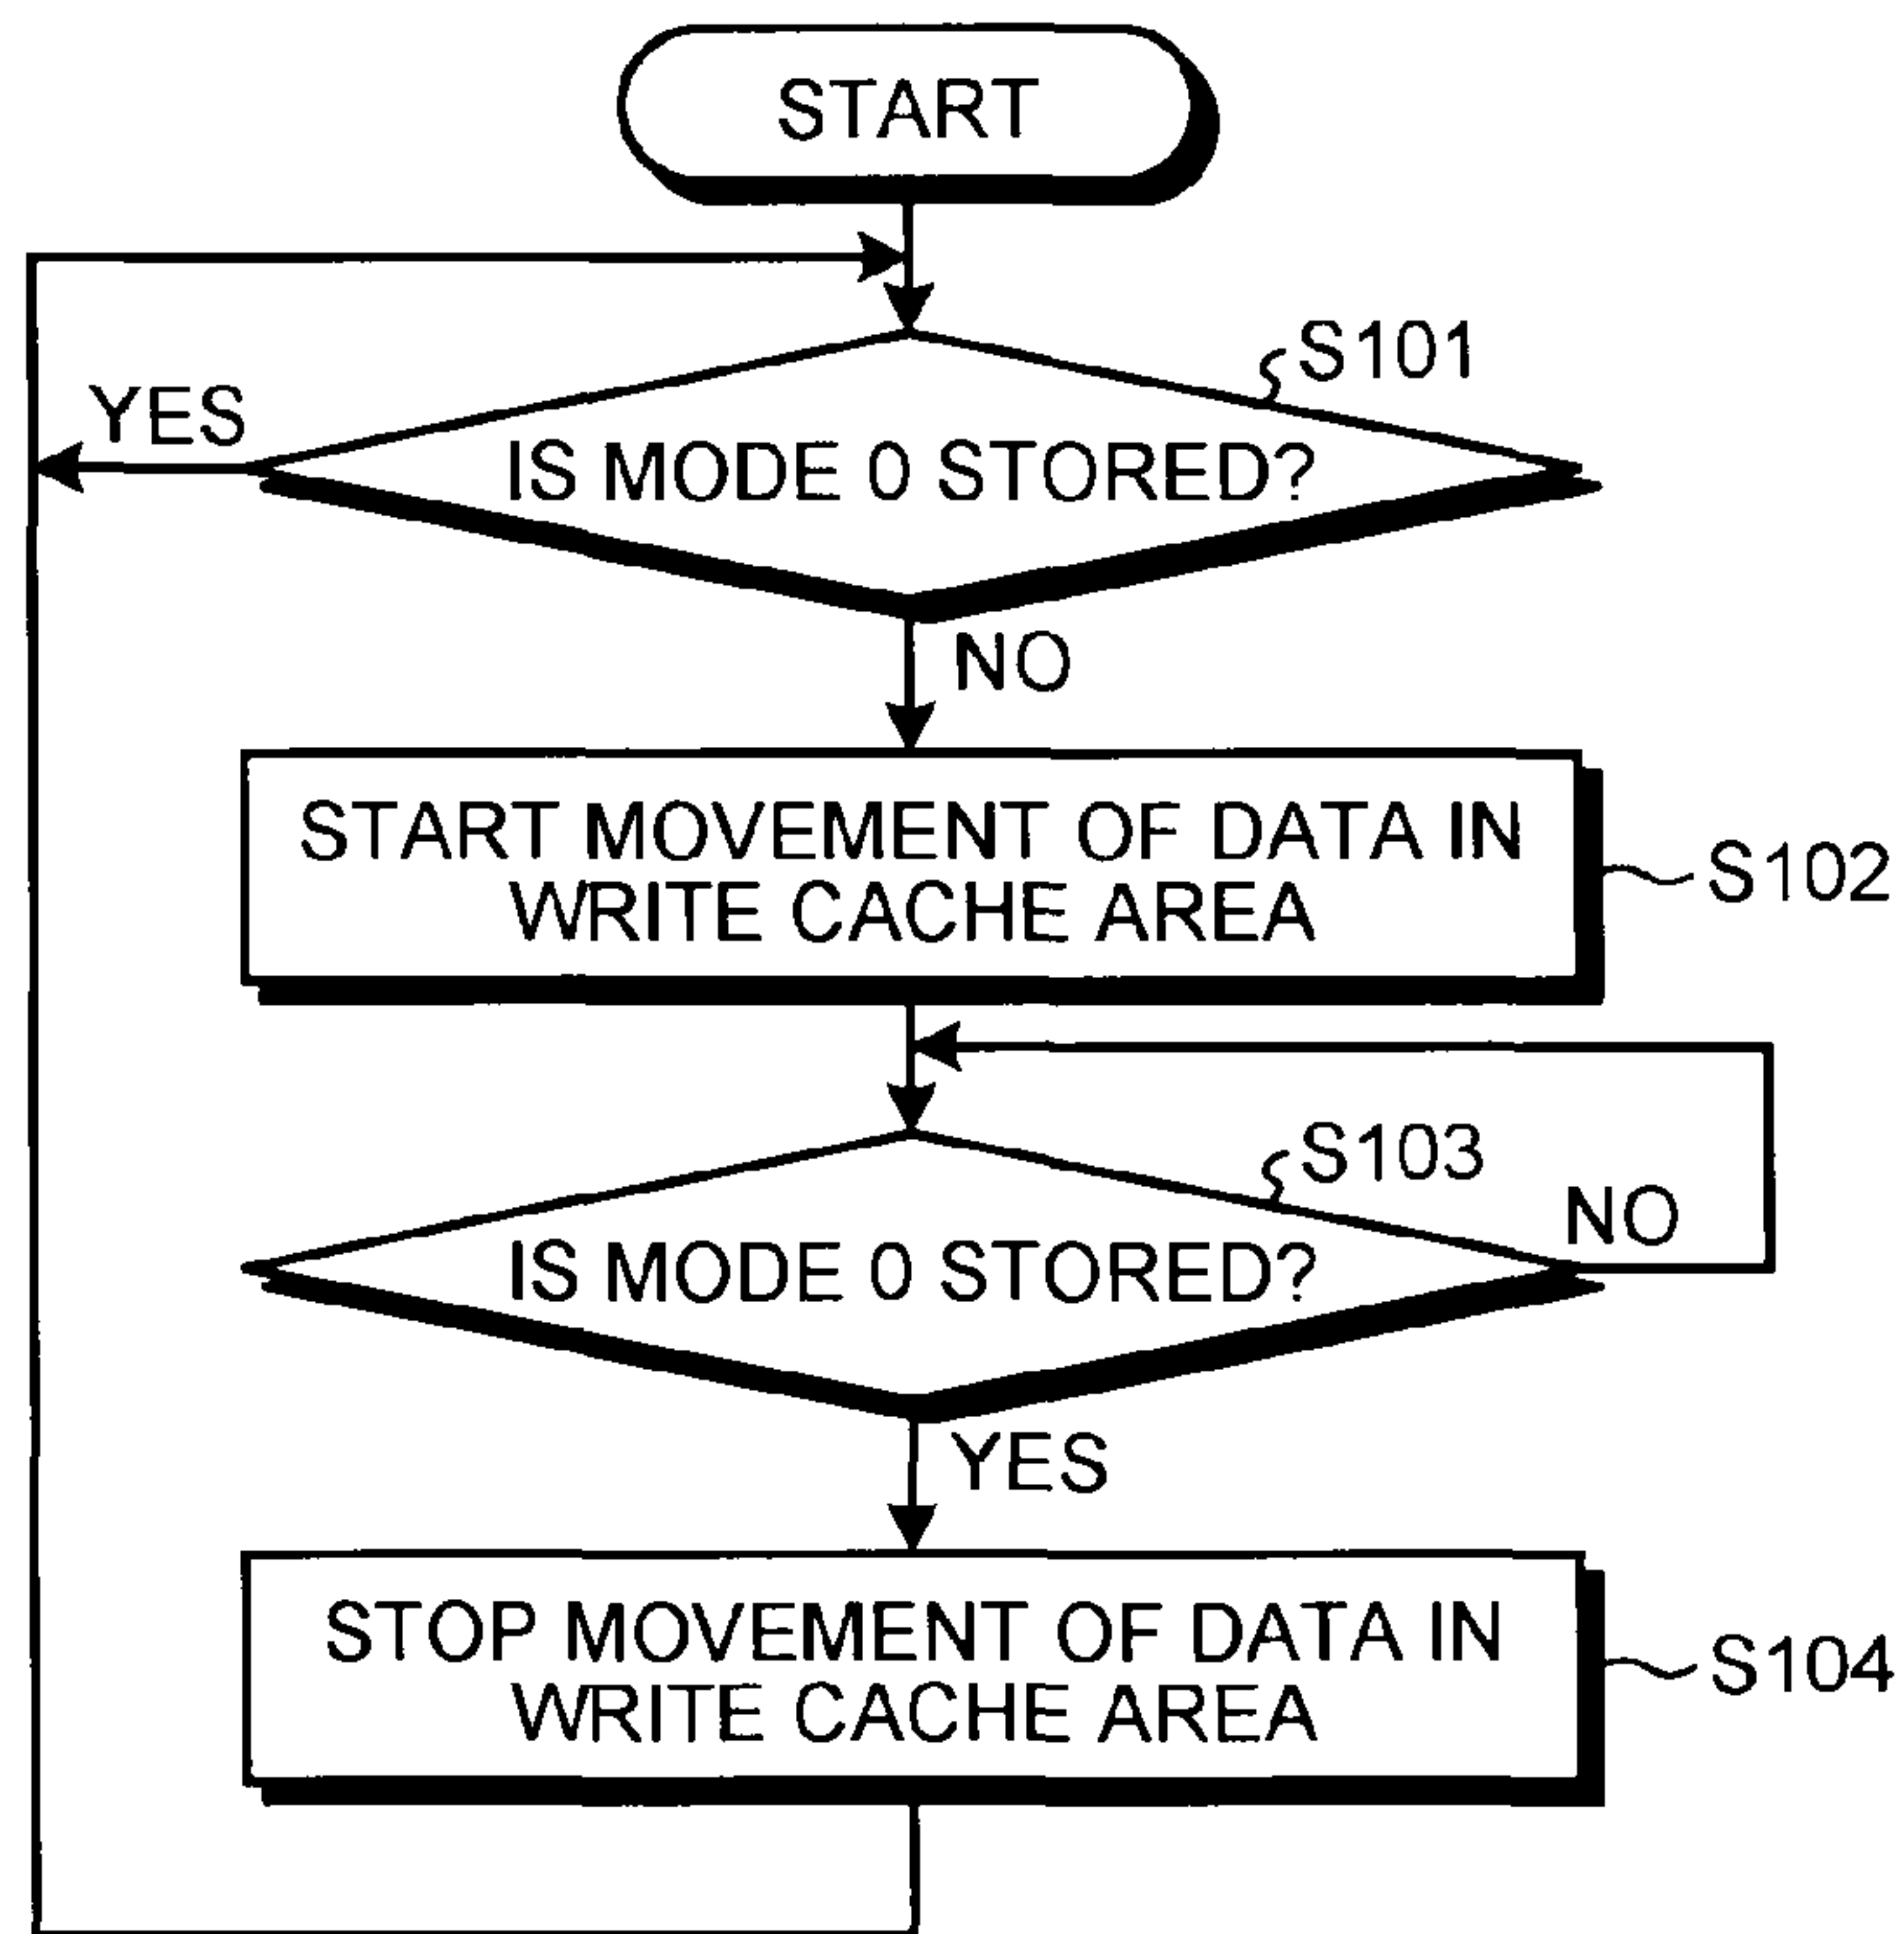 START
S101
YES
IS MODE 0 STORED?
NO
START MOVEMENT OF DATA IN
WRITE CACHE AREA
S102
S103
NO
IS MODE 0 STORED?
YES
STOP MOVEMENT OF DATA IN
WRITE CACHE AREA
S104